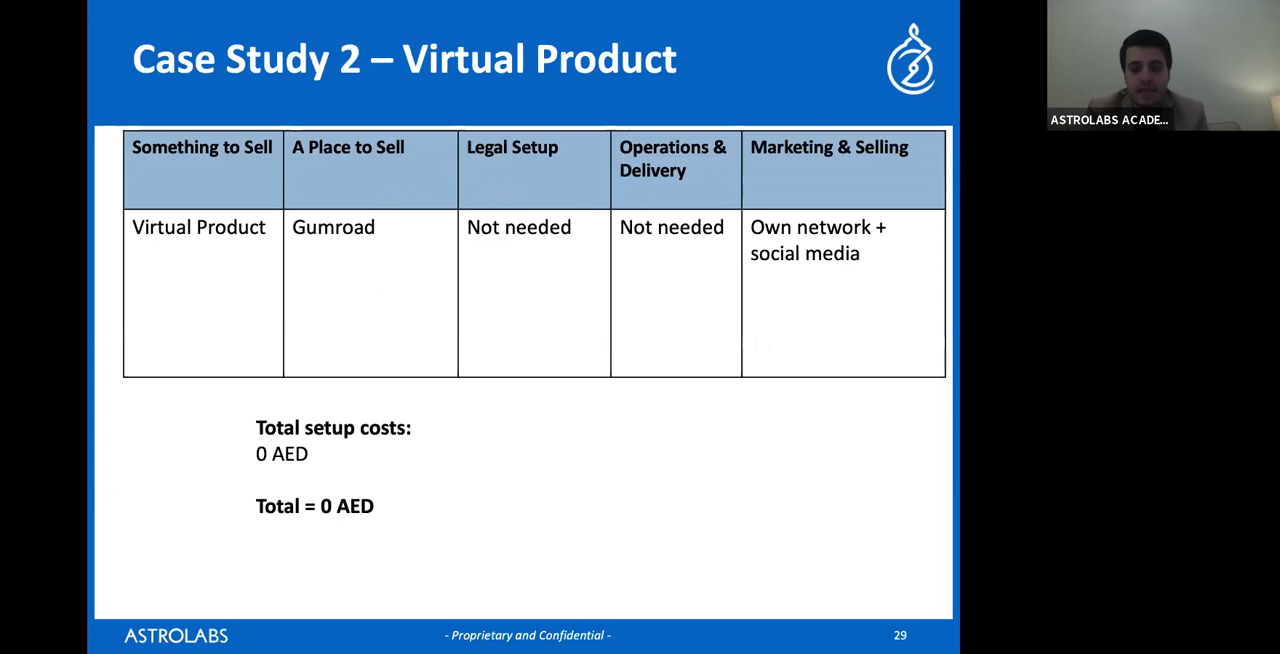 Case Study 2 – Virtual Product
ASTROLABS ACADE...
Something to Sell
A Place to Sell
Legal Setup
Operations &
Delivery
Marketing & Selling
Virtual Product
Gumroad
Not needed
Not needed
Own network +
social media
Total setup costs:
0 AED
Total = 0 AED
ASTROLABS
- Proprietary and Confidential -
29